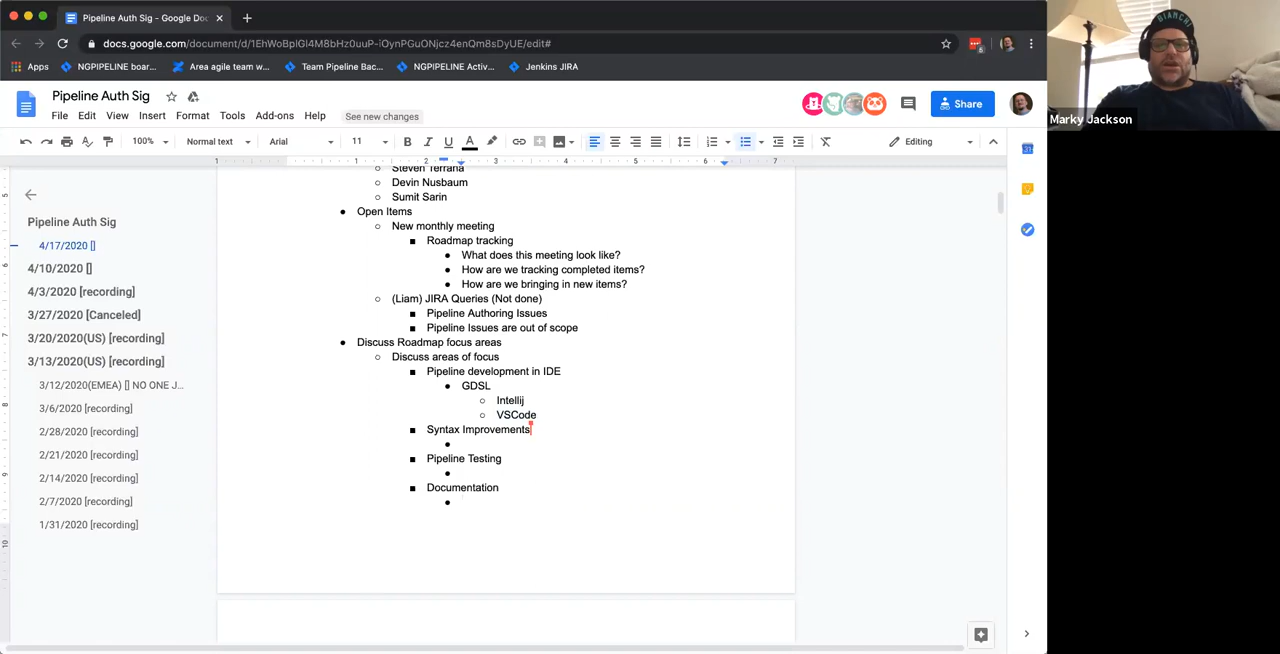 Pipeline Auth Sig - Google Doc
docs.google.com/document/d/1EhWoBplGl4M8bHz0uuP-iOynPGuONjcz4enQm8sDyUE/edit#
Apps
NGPIPELINE boar...
Area agile team w...
Team Pipeline Bac...
NGPIPELINE Activ...
Jenkins JIRA
Pipeline Auth Sig
File Edit View Insert Format Tools Add-ons Help
See new changes
Share
100%
Normal text
Arial
11
B I U A
Editing
1 1 2 3 4 5 6 7
Pipeline Auth Sig
4/17/2020 []
4/10/2020 []
4/3/2020 [recording]
3/27/2020 [Canceled]
3/20/2020(US) [recording]
3/13/2020(US) [recording]
3/12/2020(EMEA) [] NO ONE J...
3/6/2020 [recording]
2/28/2020 [recording]
2/21/2020 [recording]
2/14/2020 [recording]
2/7/2020 [recording]
1/31/2020 [recording]
Steven Terrana
Devin Nusbaum
Sumit Sarin
Open Items
New monthly meeting
Roadmap tracking
What does this meeting look like?
How are we tracking completed items?
How are we bringing in new items?
(Liam) JIRA Queries (Not done)
Pipeline Authoring Issues
Pipeline Issues are out of scope
Discuss Roadmap focus areas
Discuss areas of focus
Pipeline development in IDE
GDSL
Intellij
VSCode
Syntax Improvements
Pipeline Testing
Documentation
BIANCHI
Marky Jackson